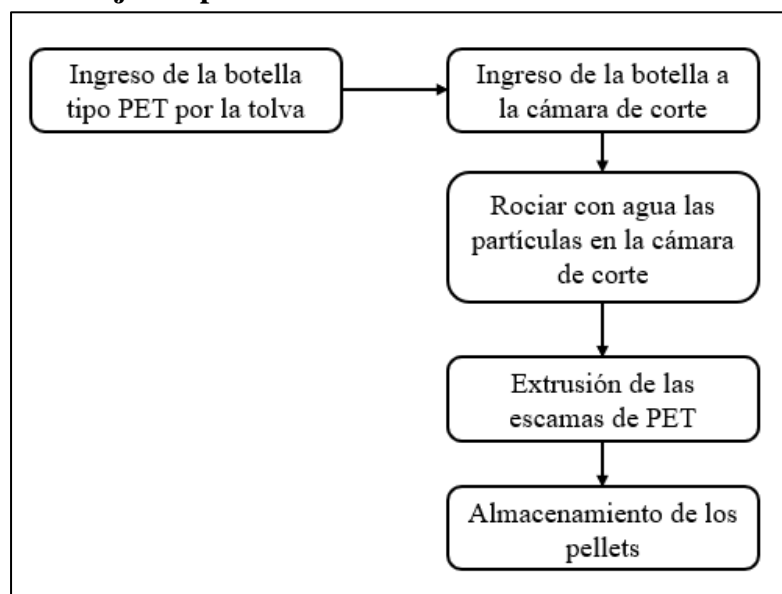 Ingreso de la botella
tipo PET por la tolva
Ingreso de la botella a
la cámara de corte
Rociar con agua las
partículas en la cámara
de corte
Extrusión de las
escamas de PET
Almacenamiento de los
pellets